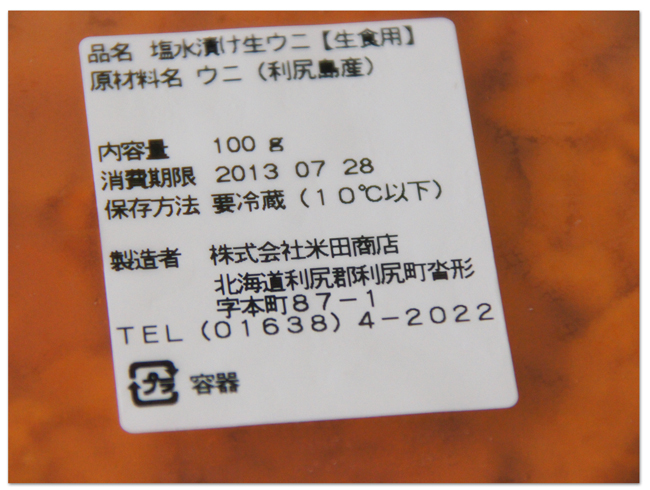 品名 塩水漬け生ウニ【生食用】
原材料名 ウニ（利尻島産）
内容量 100 g
消費期限 2013 07 28
保存方法 要冷蔵（１０℃以下）
製造者 株式会社米田商店
北海道利尻郡利尻町沓形
字本町８７－１
ＴＥＬ（０１６３８）４－２０２２
プラ 容器